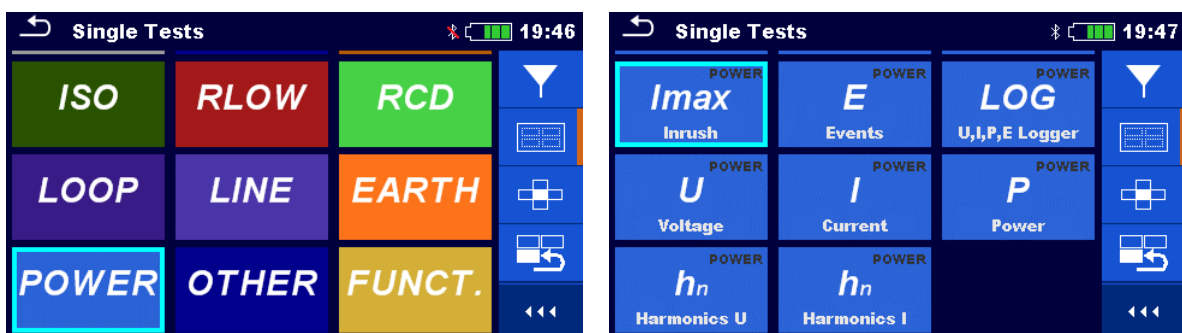 Single Tests 19:46
ISO RLOW RCD
LOOP LINE EARTH
POWER OTHER FUNCT.
Single Tests 19:47
POWER POWER POWER
Imax E LOG
Inrush Events U,I,P,E Logger
POWER POWER POWER
U I P
Voltage Current Power
POWER POWER
hn hn
Harmonics U Harmonics I